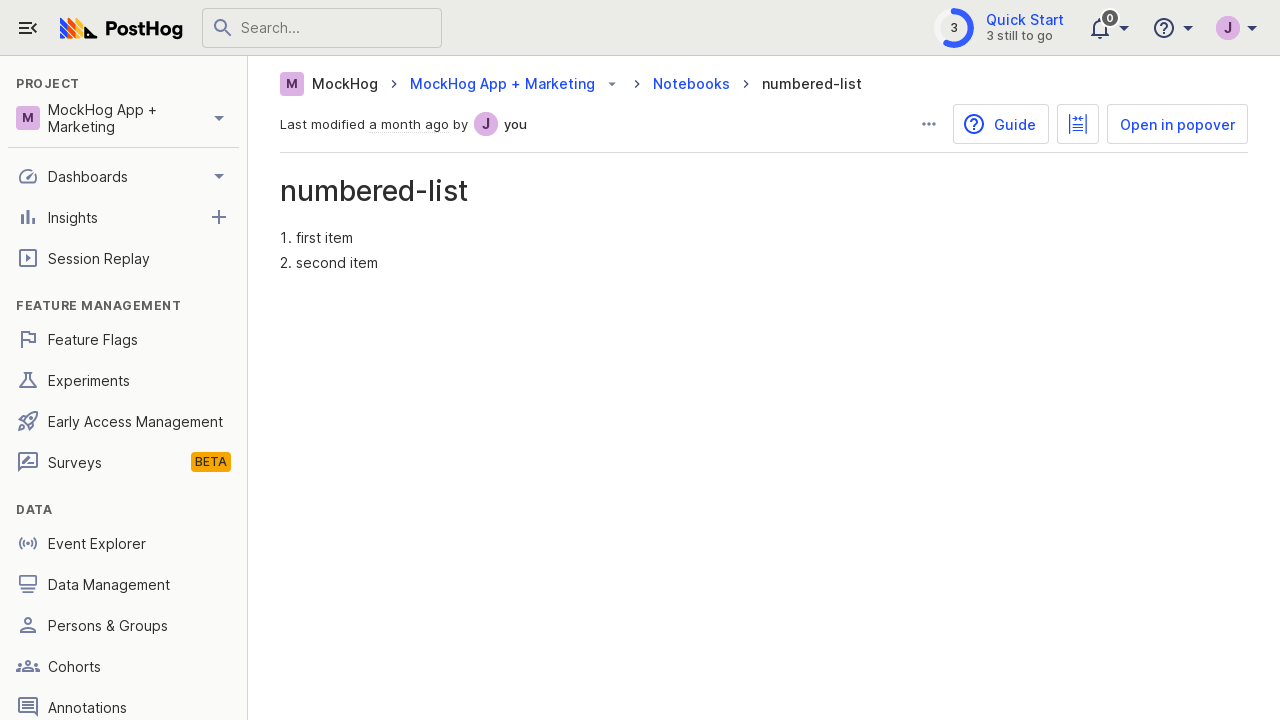 PostHog
Search...
3
Quick Start
3 still to go
0
J
PROJECT
M
MockHog App +
Marketing
Dashboards
Insights
Session Replay
FEATURE MANAGEMENT
Feature Flags
Experiments
Early Access Management
Surveys
BETA
DATA
Event Explorer
Data Management
Persons & Groups
Cohorts
Annotations
M MockHog
MockHog App + Marketing
Notebooks
numbered-list
Last modified a month ago by J you
Guide
Open in popover
numbered-list
1. first item
2. second item